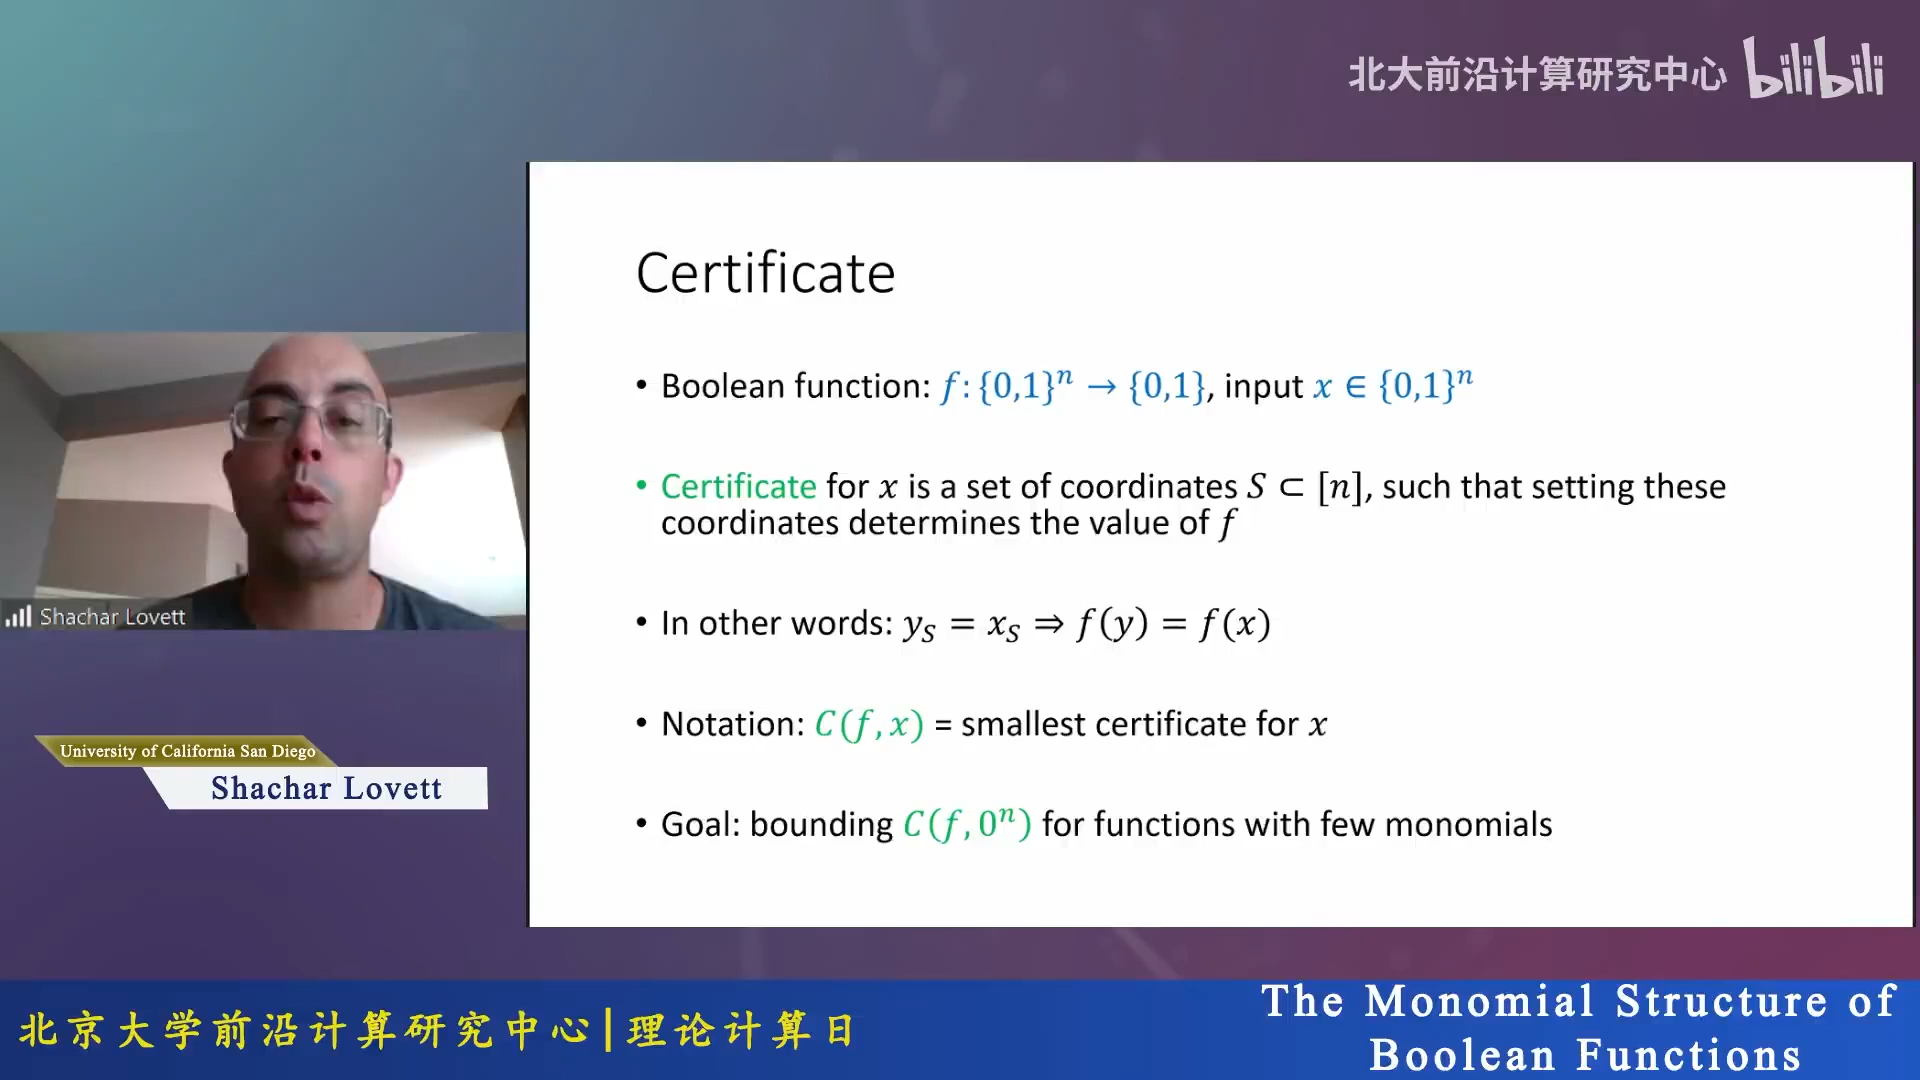 北大前沿计算研究中心 bilibili
Certificate
• Boolean function: f: {0,1}ⁿ → {0,1}, input x ∈ {0,1}ⁿ
• Certificate for x is a set of coordinates S ⊂ [n], such that setting these
coordinates determines the value of f
• In other words: y_S = x_S ⇒ f(y) = f(x)
• Notation: C(f, x) = smallest certificate for x
• Goal: bounding C(f, 0ⁿ) for functions with few monomials
Shachar Lovett
University of California San Diego
Shachar Lovett
北京大学前沿计算研究中心|理论计算日
The Monomial Structure of
Boolean Functions